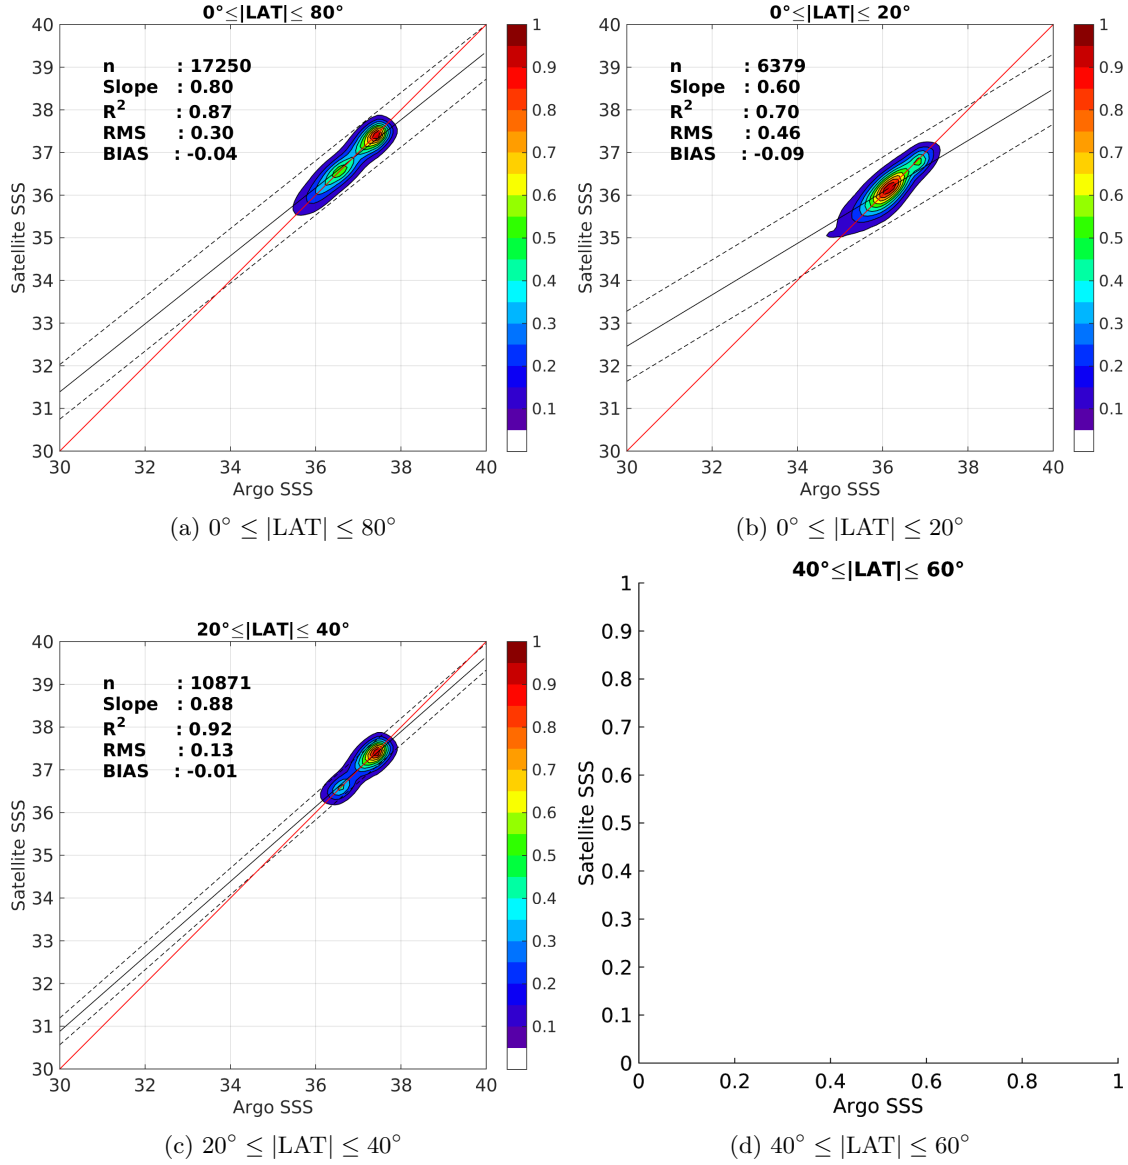 0°≤|LAT|≤ 80°
n : 17250
Slope : 0.80
R2 : 0.87
RMS : 0.30
BIAS : -0.04
40
39
38
37
36
35
34
33
32
31
30
30 32 34 36 38 40
Satellite SSS
Argo SSS
1
0.9
0.8
0.7
0.6
0.5
0.4
0.3
0.2
0.1
(a) 0° ≤ |LAT| ≤ 80°
0°≤|LAT|≤ 20°
n : 6379
Slope : 0.60
R2 : 0.70
RMS : 0.46
BIAS : -0.09
40
39
38
37
36
35
34
33
32
31
30
30 32 34 36 38 40
Satellite SSS
Argo SSS
1
0.9
0.8
0.7
0.6
0.5
0.4
0.3
0.2
0.1
(b) 0° ≤ |LAT| ≤ 20°
20°≤|LAT|≤ 40°
n : 10871
Slope : 0.88
R2 : 0.92
RMS : 0.13
BIAS : -0.01
40
39
38
37
36
35
34
33
32
31
30
30 32 34 36 38 40
Satellite SSS
Argo SSS
1
0.9
0.8
0.7
0.6
0.5
0.4
0.3
0.2
0.1
(c) 20° ≤ |LAT| ≤ 40°
40°≤|LAT|≤ 60°
1
0.9
0.8
0.7
0.6
0.5
0.4
0.3
0.2
0.1
0
0 0.2 0.4 0.6 0.8 1
Satellite SSS
Argo SSS
(d) 40° ≤ |LAT| ≤ 60°